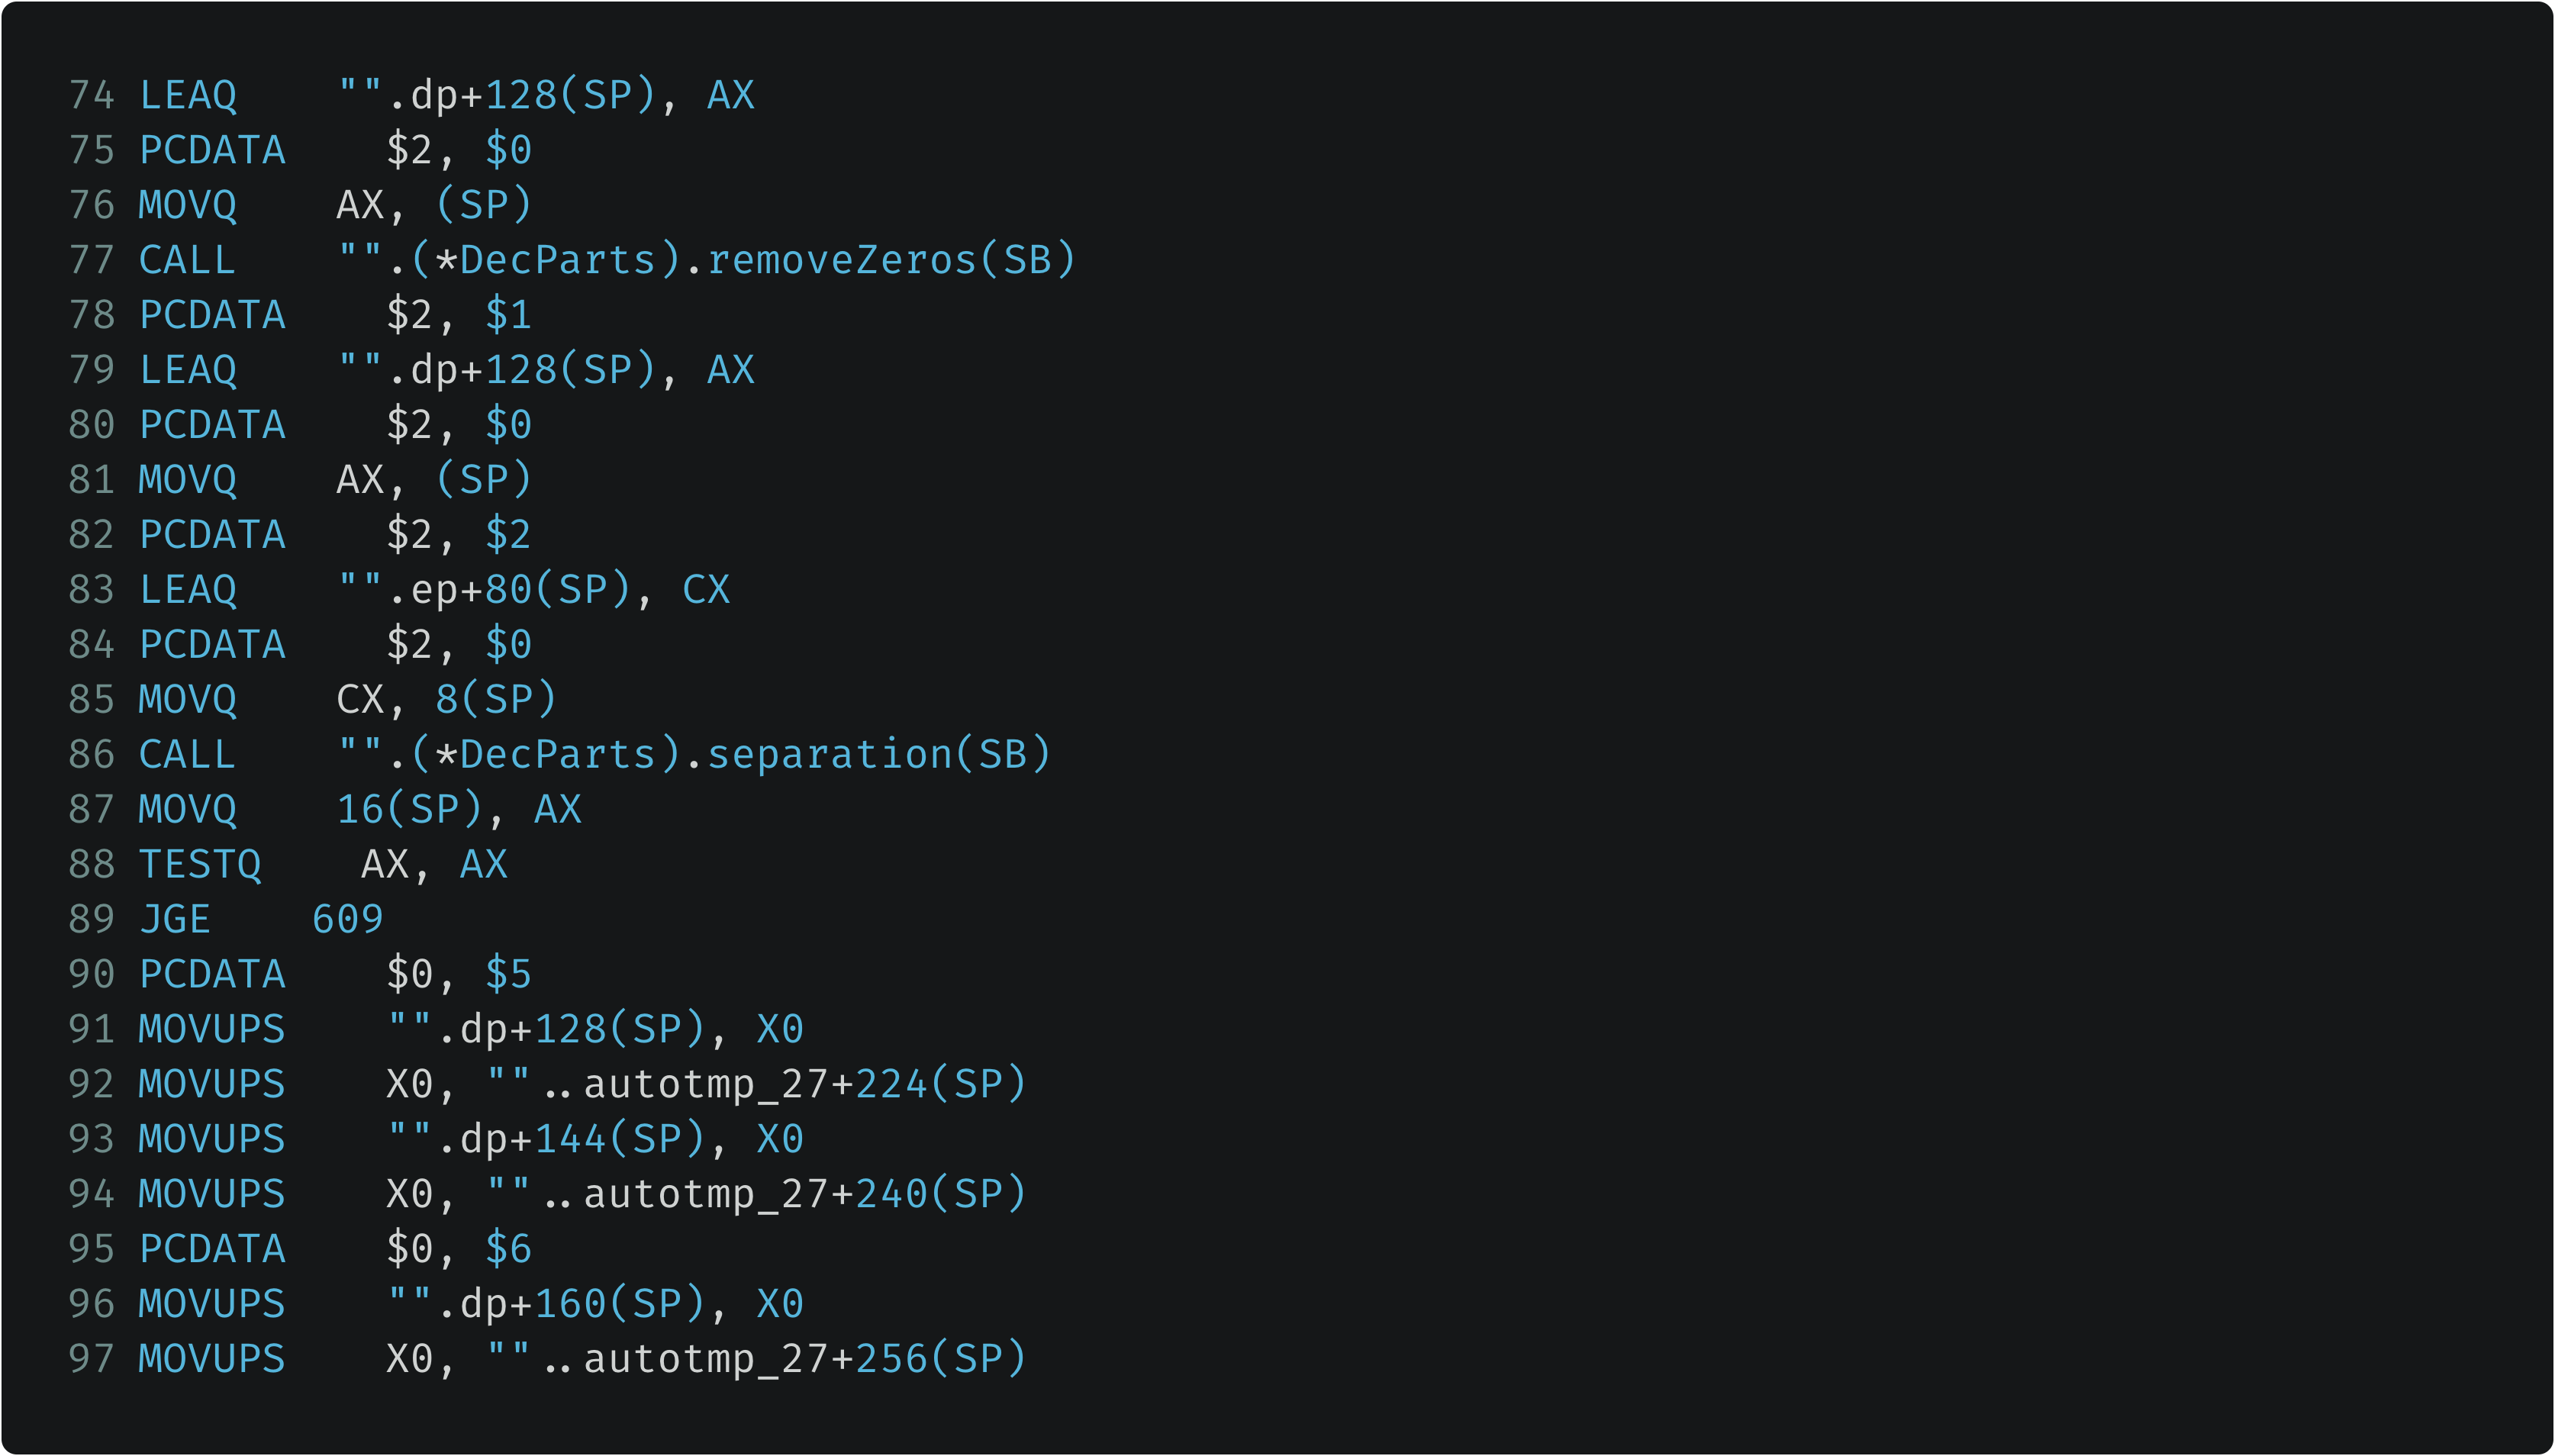 74 LEAQ    "".dp+128(SP), AX
75 PCDATA    $2, $0
76 MOVQ    AX, (SP)
77 CALL    "".(*DecParts).removeZeros(SB)
78 PCDATA    $2, $1
79 LEAQ    "".dp+128(SP), AX
80 PCDATA    $2, $0
81 MOVQ    AX, (SP)
82 PCDATA    $2, $2
83 LEAQ    "".ep+80(SP), CX
84 PCDATA    $2, $0
85 MOVQ    CX, 8(SP)
86 CALL    "".(*DecParts).separation(SB)
87 MOVQ    16(SP), AX
88 TESTQ    AX, AX
89 JGE    609
90 PCDATA    $0, $5
91 MOVUPS    "".dp+128(SP), X0
92 MOVUPS    X0, ""..autotmp_27+224(SP)
93 MOVUPS    "".dp+144(SP), X0
94 MOVUPS    X0, ""..autotmp_27+240(SP)
95 PCDATA    $0, $6
96 MOVUPS    "".dp+160(SP), X0
97 MOVUPS    X0, ""..autotmp_27+256(SP)